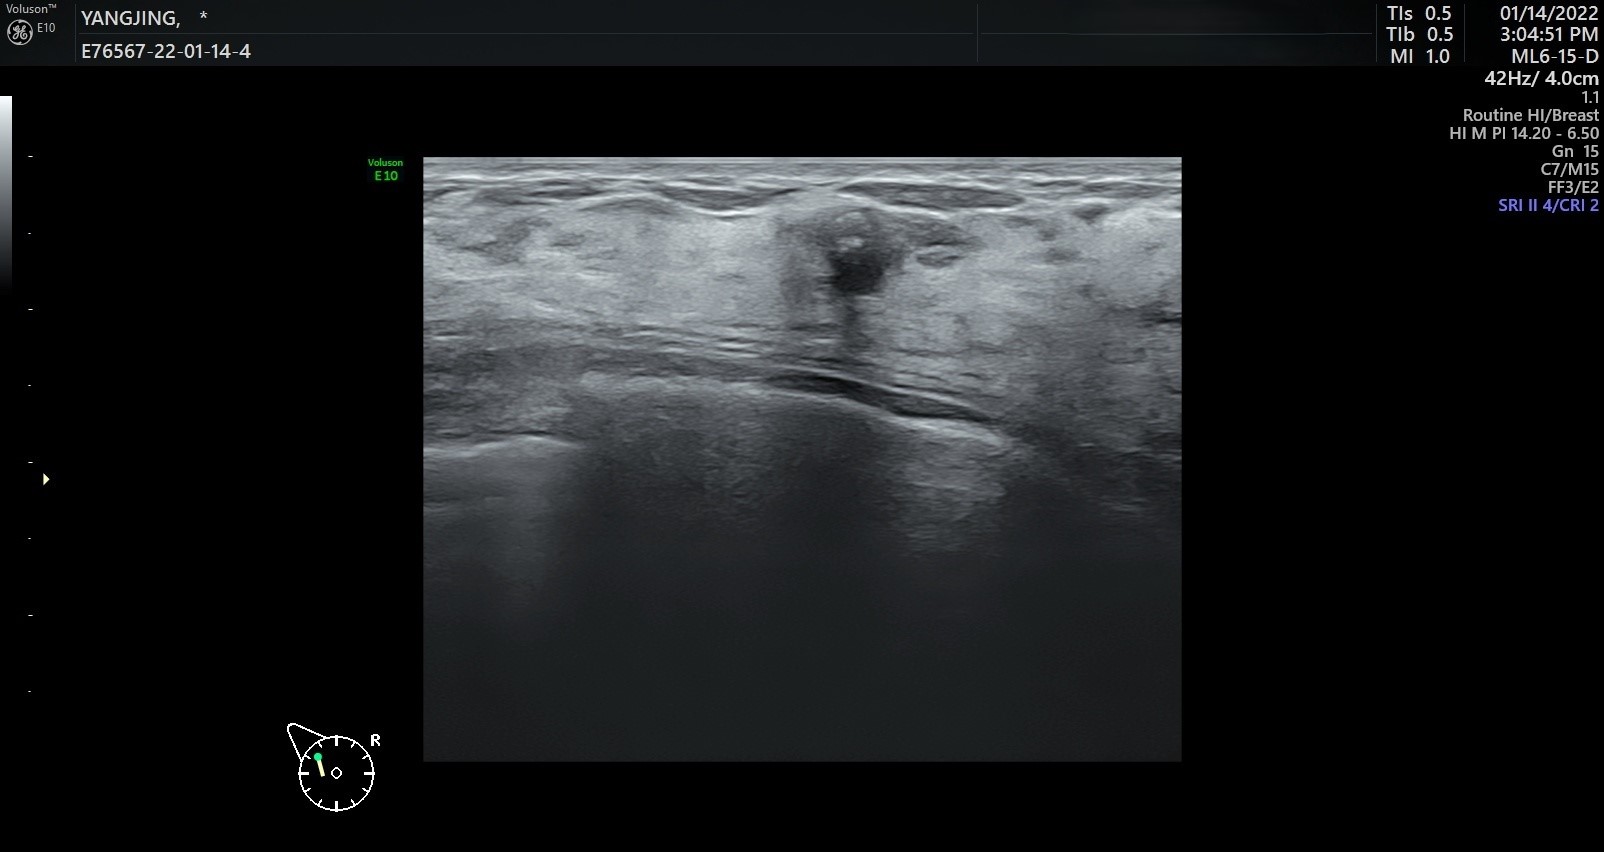 Voluson™
E10
YANGJING, *
E76567-22-01-14-4
TIs 0.5
TIb 0.5
MI 1.0
01/14/2022
3:04:51 PM
ML6-15-D
42Hz/ 4.0cm
1.1
Routine HI/Breast
HI M PI 14.20 - 6.50
Gn 15
C7/M15
FF3/E2
SRI II 4/CRI 2
Voluson
E10
R